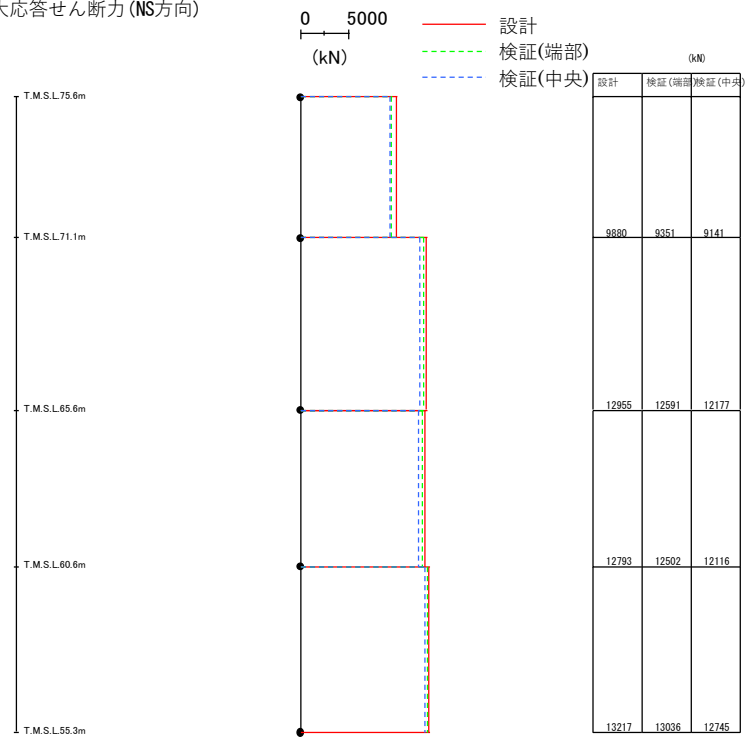 大応答せん断力(NS方向)
0 5000
(kN)
設計
検証(端部)
検証(中央)
(kN)
設計 検証(端部) 検証(中央)
T.M.S.L.75.6m
T.M.S.L.71.1m
9880 9351 9141
T.M.S.L.65.6m
12955 12591 12177
T.M.S.L.60.6m
12793 12502 12116
T.M.S.L.55.3m
13217 13036 12745